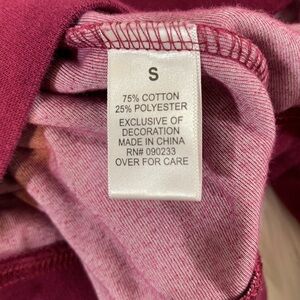 S
75% COTTON
25% POLYESTER
EXCLUSIVE OF
DECORATION
MADE IN CHINA
RN# 090233
OVER FOR CARE